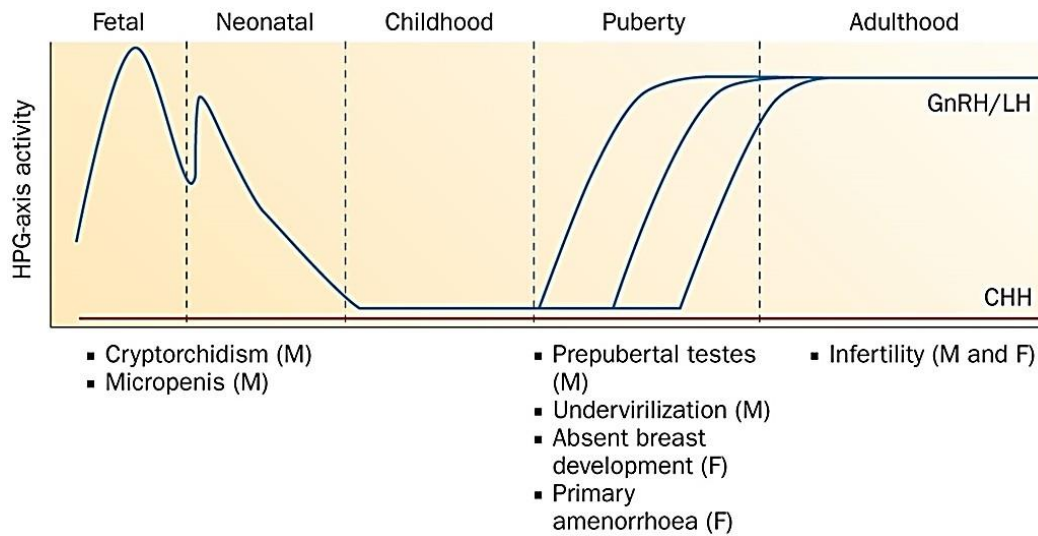 Fetal Neonatal Childhood Puberty Adulthood
HPG-axis activity
GnRH/LH
CHH
▪ Cryptorchidism (M)
▪ Micropenis (M)
▪ Prepubertal testes
(M)
▪ Undervirilization (M)
▪ Absent breast
development (F)
▪ Primary
amenorrhoea (F)
▪ Infertility (M and F)